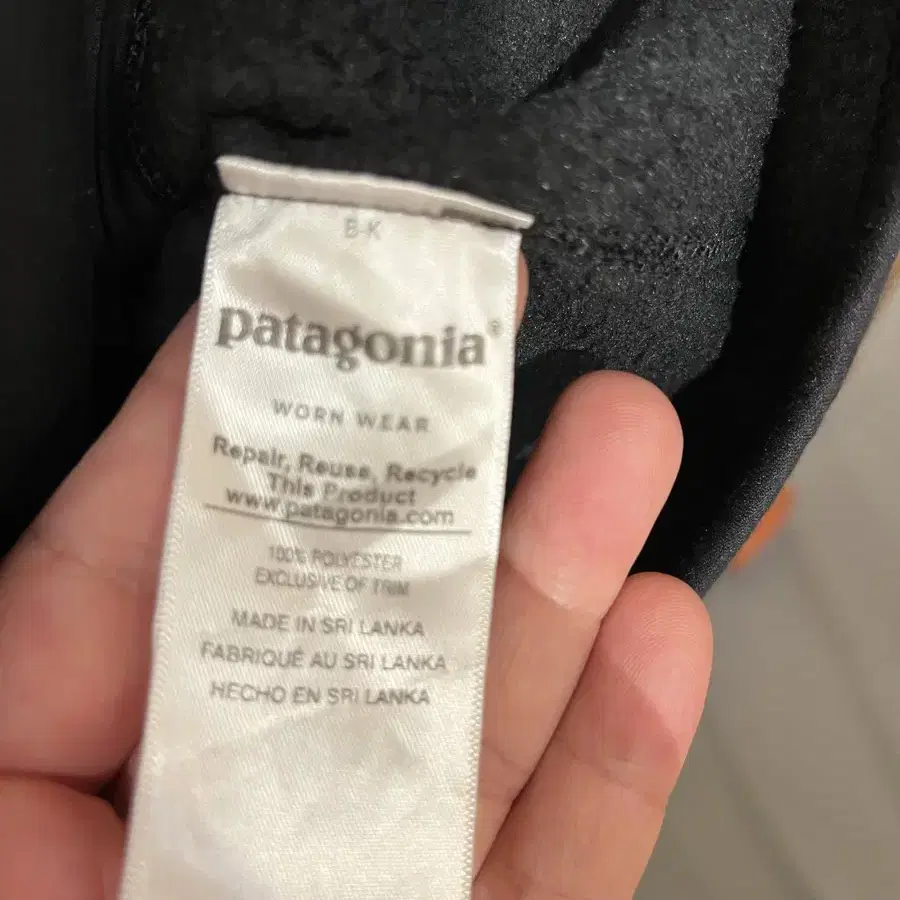 B-K
patagonia®
WORN WEAR
Repair, Reuse, Recycle
This Product
www.patagonia.com
100% POLYESTER
EXCLUSIVE OF TRIM
MADE IN SRI LANKA
FABRIQUÉ AU SRI LANKA
HECHO EN SRI LANKA